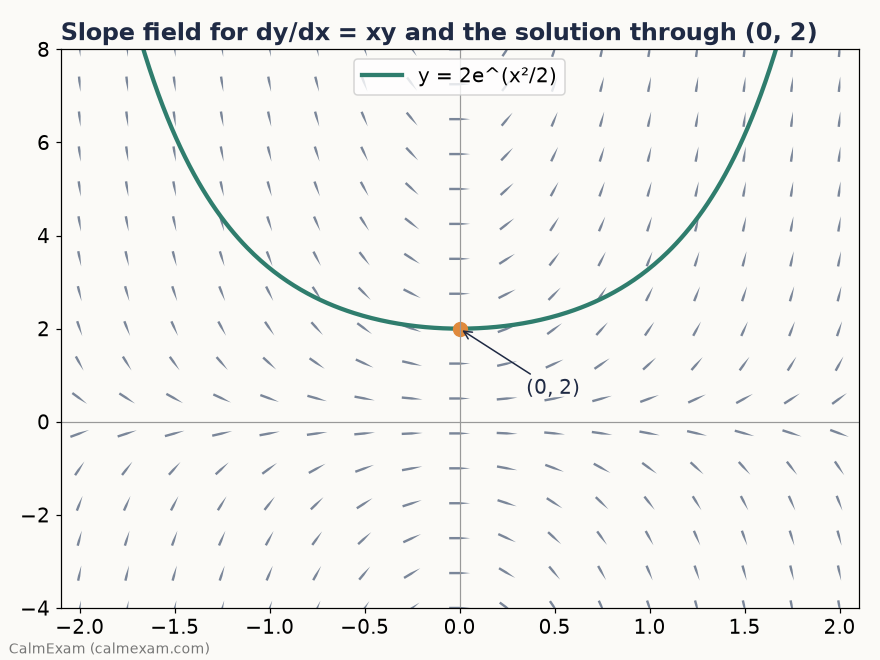 Slope field for dy/dx = xy and the solution through (0, 2)
y = 2e^(x²/2)
8
6
4
2
0
−2
−4
(0, 2)
−2.0 −1.5 −1.0 −0.5 0.0 0.5 1.0 1.5 2.0
CalmExam (calmexam.com)